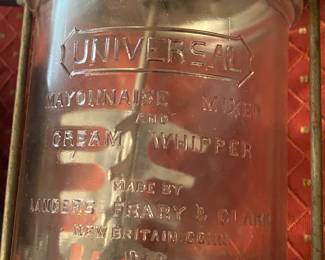 UNIVERSAL
MAYONNAISE MIXER
AND
CREAM WHIPPER
MADE BY
LANDERS FRARY & CLARK
NEW BRITAIN, CONN.